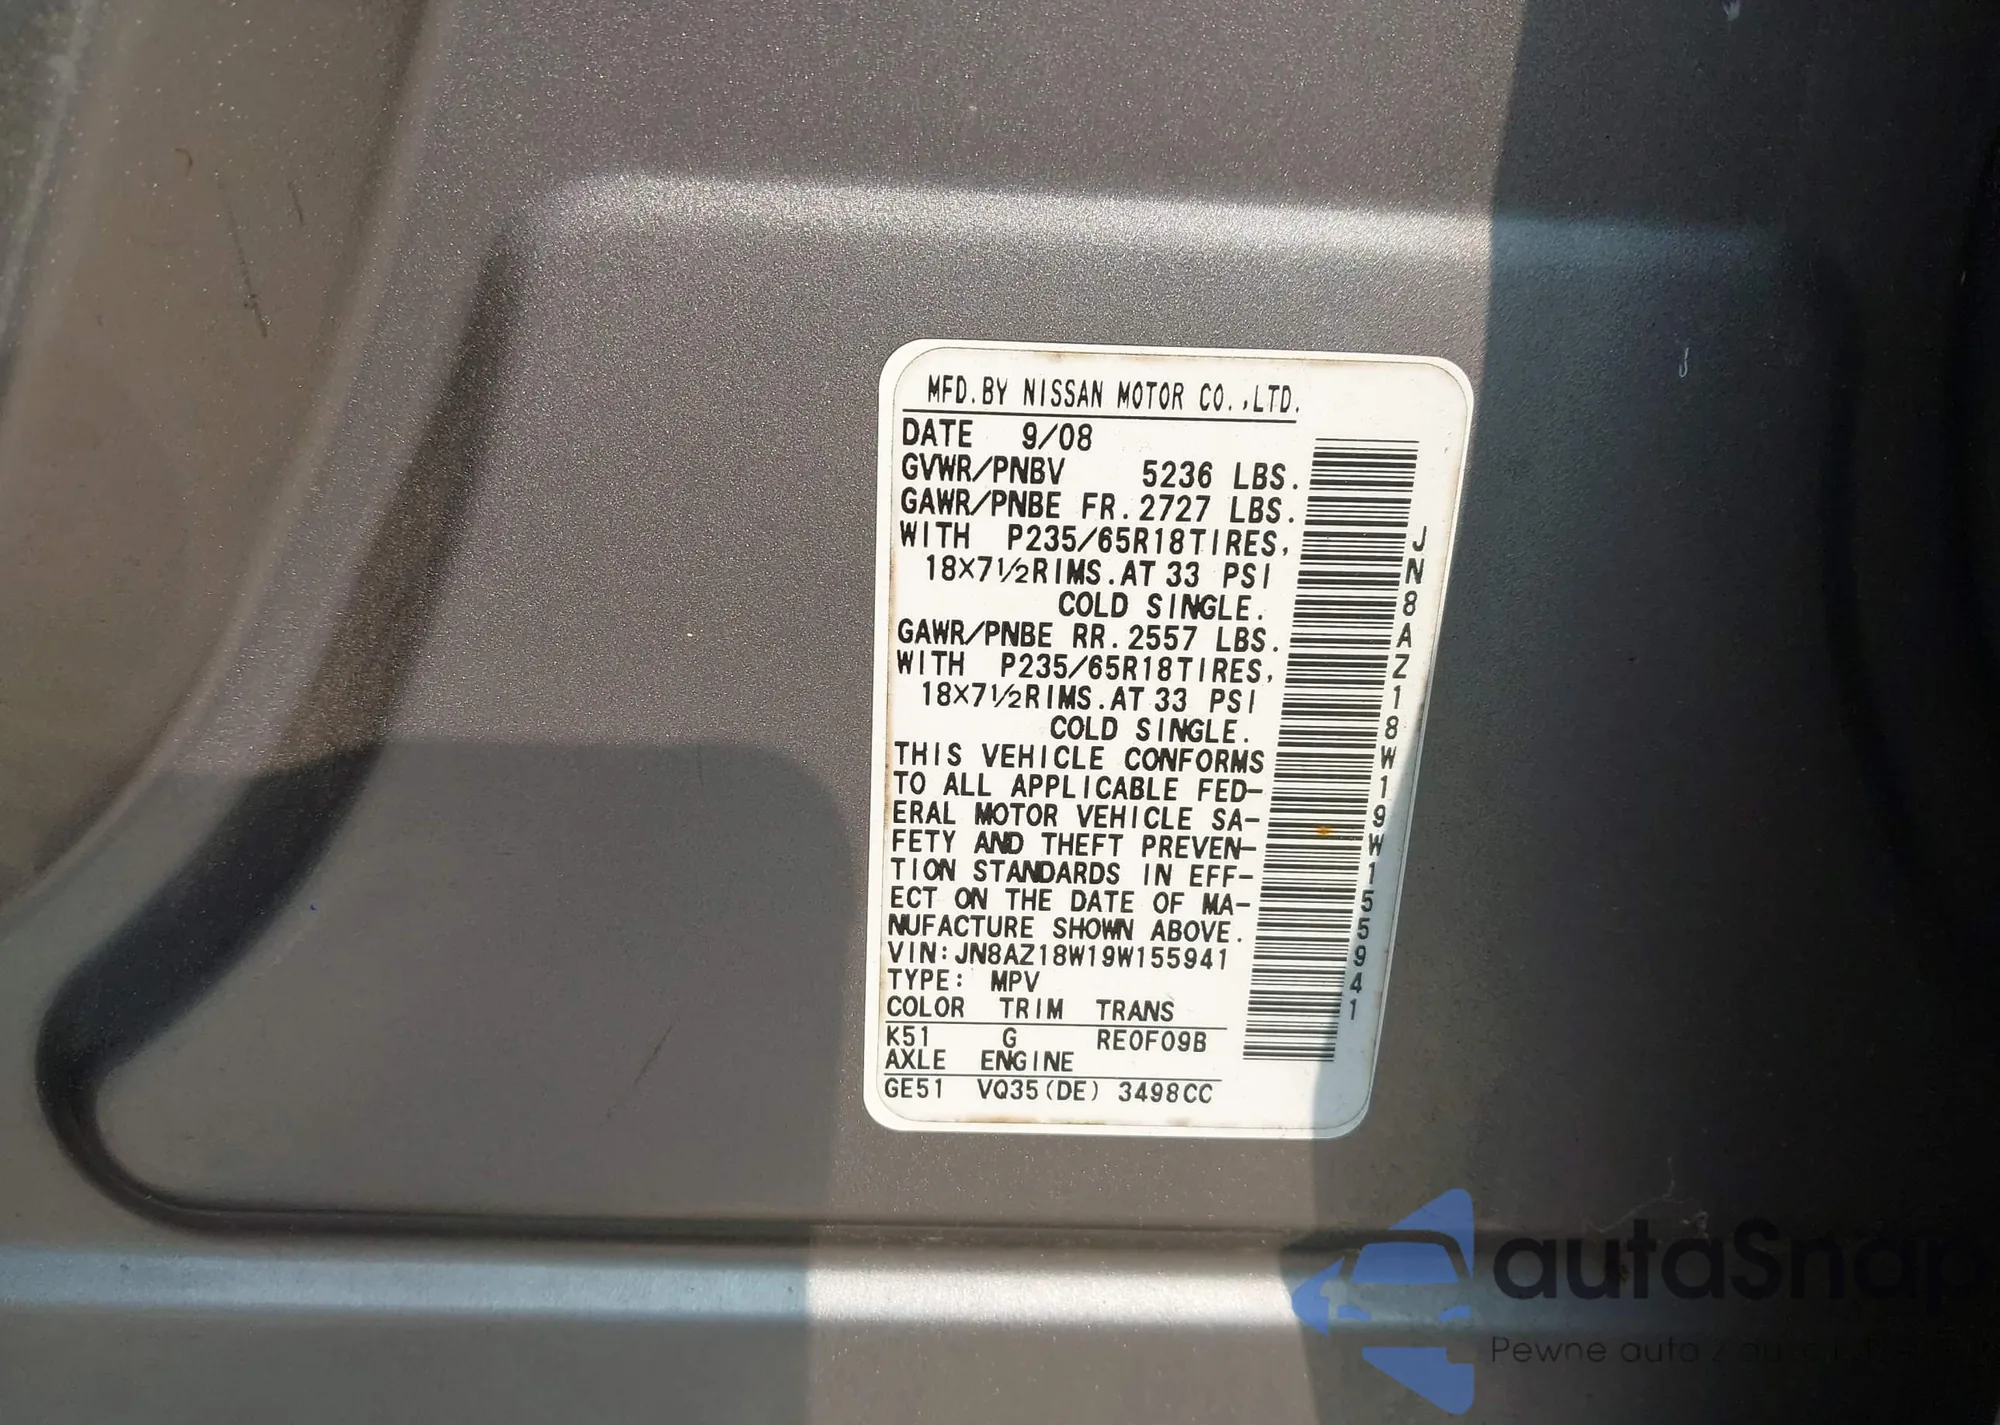 MFD.BY NISSAN MOTOR CO.,LTD.
DATE 9/08
GVWR/PNBV 5236 LBS.
GAWR/PNBE FR.2727 LBS.
WITH P235/65R18TIRES,
18×7½RIMS.AT 33 PSI
COLD SINGLE.
GAWR/PNBE RR.2557 LBS.
WITH P235/65R18TIRES,
18×7½RIMS.AT 33 PSI
COLD SINGLE.
THIS VEHICLE CONFORMS
TO ALL APPLICABLE FED-
ERAL MOTOR VEHICLE SA-
FETY AND THEFT PREVEN-
TION STANDARDS IN EFF-
ECT ON THE DATE OF MA-
NUFACTURE SHOWN ABOVE.
VIN:JN8AZ18W19W155941
TYPE: MPV
COLOR TRIM TRANS
K51 G RE0F09B
AXLE ENGINE
GE51 VQ35(DE) 3498CC
JN8AZ18W19W155941
autaSnap
Pewne auto z